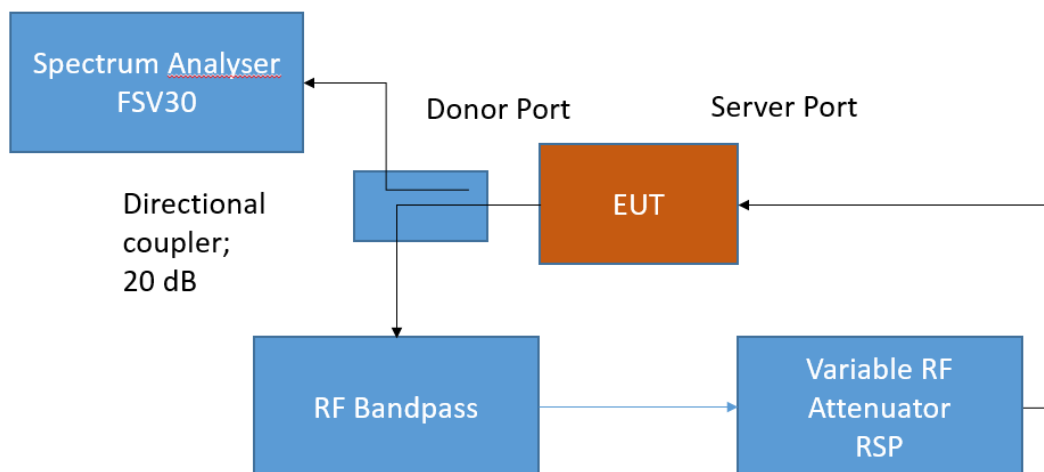 Spectrum Analyser
FSV30
Donor Port
Server Port
EUT
Directional
coupler;
20 dB
RF Bandpass
Variable RF
Attenuator
RSP